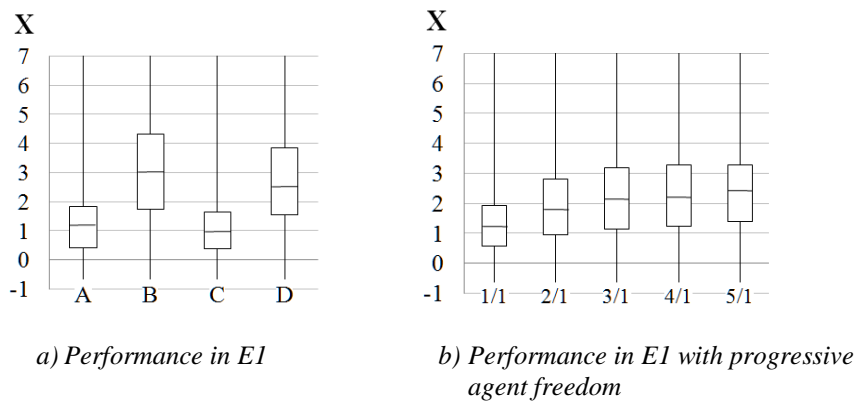 X
7
6
5
4
3
2
1
0
-1
A B C D
a) Performance in E1
X
7
6
5
4
3
2
1
0
-1
1/1 2/1 3/1 4/1 5/1
b) Performance in E1 with progressive
agent freedom